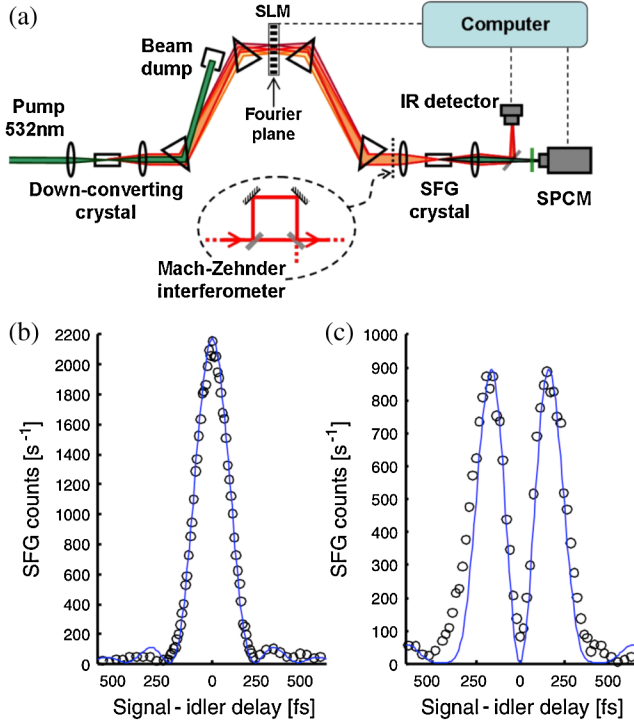 (a)
SLM
Computer
Beam
dump
Pump
532nm
Fourier
plane
IR detector
Down-converting
crystal
SFG
crystal
SPCM
Mach-Zehnder
interferometer
(b)
2200
2000
1800
1600
1400
1200
1000
800
600
400
200
0
SFG counts [s⁻¹]
500 250 0 250 500
Signal - idler delay [fs]
(c)
1000
900
800
700
600
500
400
300
200
100
0
SFG counts [s⁻¹]
500 250 0 250 500
Signal - idler delay [fs]